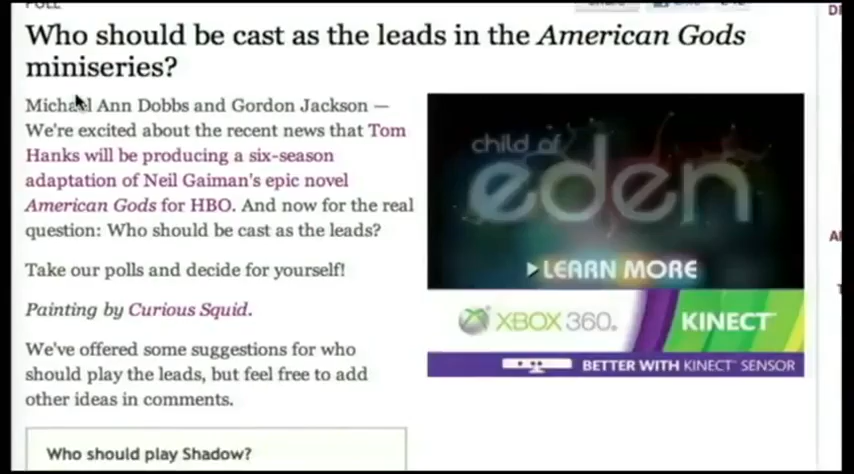 POLL
Who should be cast as the leads in the American Gods
miniseries?
Michael Ann Dobbs and Gordon Jackson —
We're excited about the recent news that Tom
Hanks will be producing a six-season
adaptation of Neil Gaiman's epic novel
American Gods for HBO. And now for the real
question: Who should be cast as the leads?
Take our polls and decide for yourself!
Painting by Curious Squid.
We've offered some suggestions for who
should play the leads, but feel free to add
other ideas in comments.
Who should play Shadow?
child of
eden
LEARN MORE
XBOX 360.
KINECT™
BETTER WITH KINECT™ SENSOR